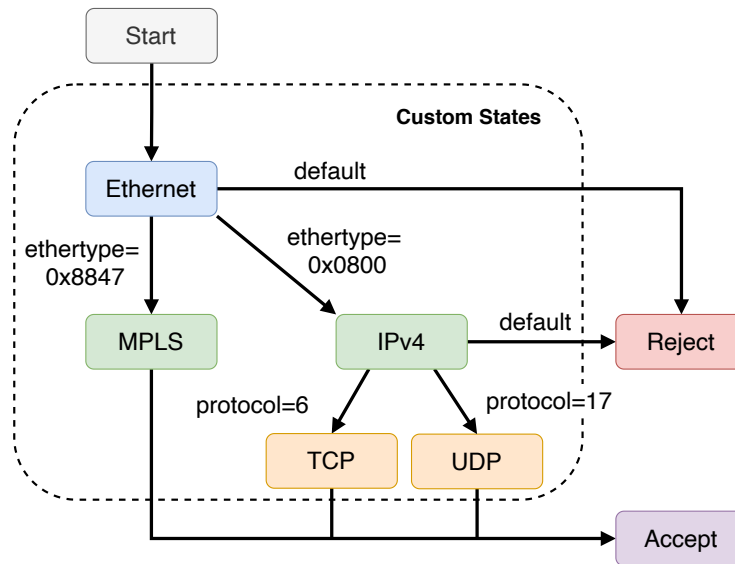 Start
Custom States
Ethernet
default
ethertype=
0x8847
ethertype=
0x0800
MPLS
IPv4
default
Reject
protocol=6
protocol=17
TCP
UDP
Accept